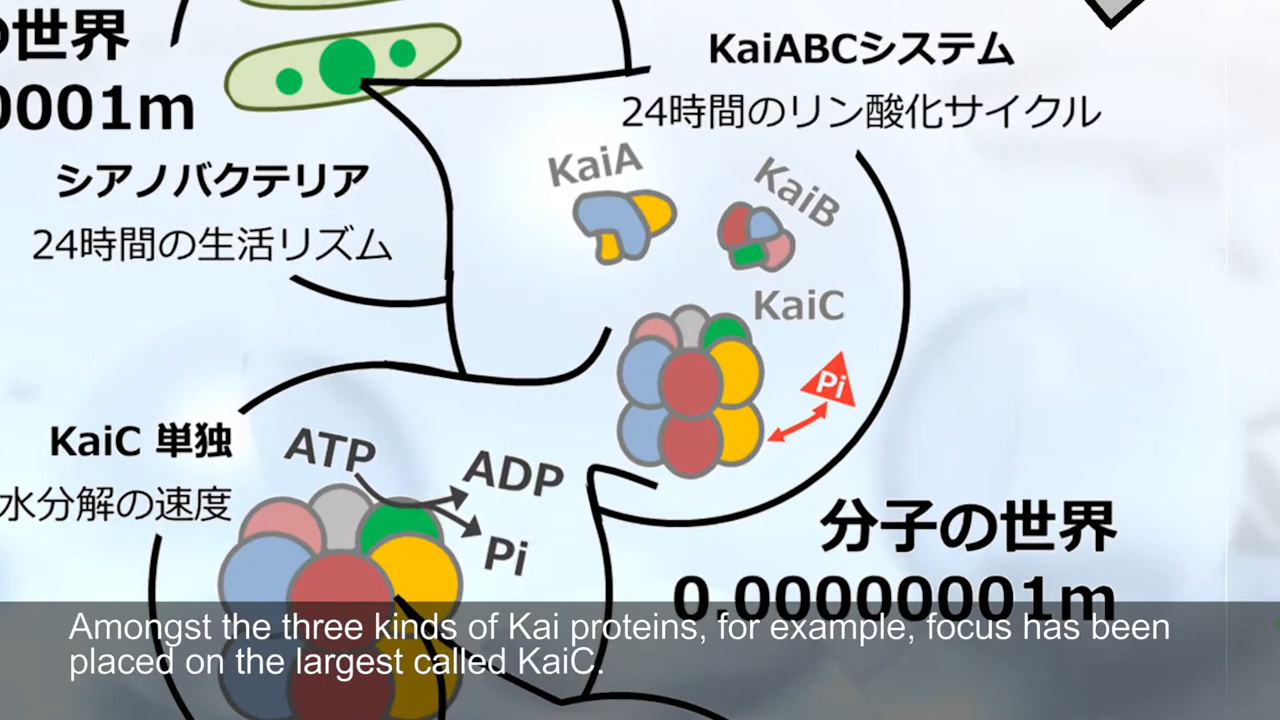 の世界
0001m
シアノバクテリア
24時間の生活リズム
KaiABCシステム
24時間のリン酸化サイクル
KaiA
KaiB
KaiC
Pi
KaiC 単独
水分解の速度
ATP
ADP
Pi
分子の世界
0.00000001m
Amongst the three kinds of Kai proteins, for example, focus has been
placed on the largest called KaiC.